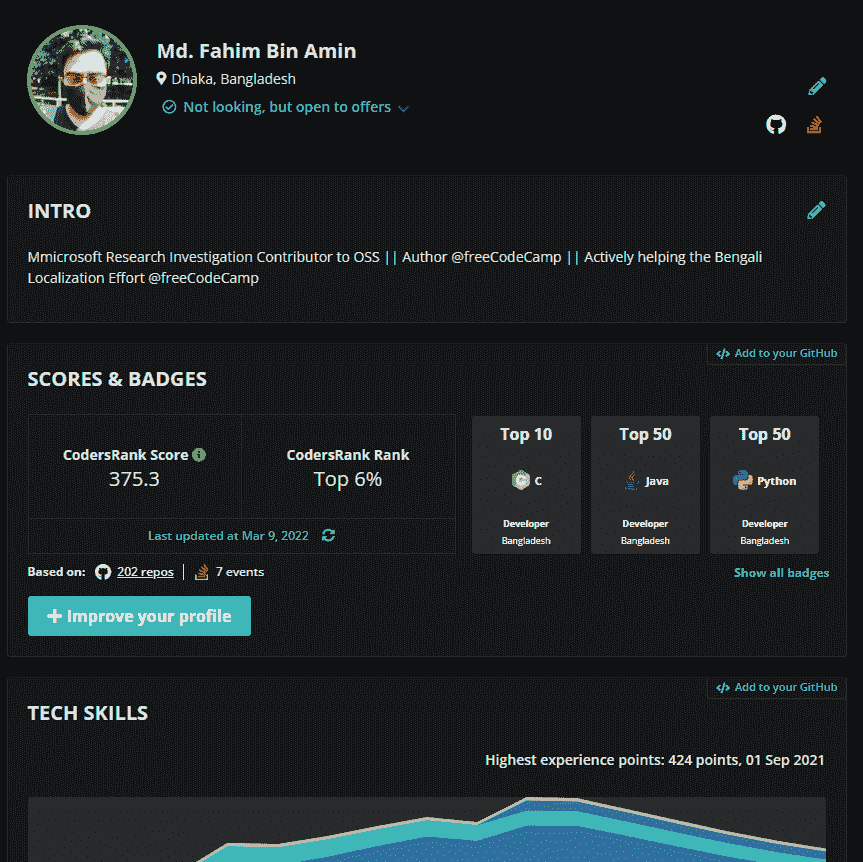 Md. Fahim Bin Amin
Dhaka, Bangladesh
Not looking, but open to offers
INTRO
Mmicrosoft Research Investigation Contributor to OSS || Author @freeCodeCamp || Actively helping the Bengali
Localization Effort @freeCodeCamp
Add to your GitHub
SCORES & BADGES
CodersRank Score
375.3
CodersRank Rank
Top 6%
Last updated at Mar 9, 2022
Top 10
C
Developer
Bangladesh
Top 50
Java
Developer
Bangladesh
Top 50
Python
Developer
Bangladesh
Based on: 202 repos | 7 events
Show all badges
+ Improve your profile
Add to your GitHub
TECH SKILLS
Highest experience points: 424 points, 01 Sep 2021